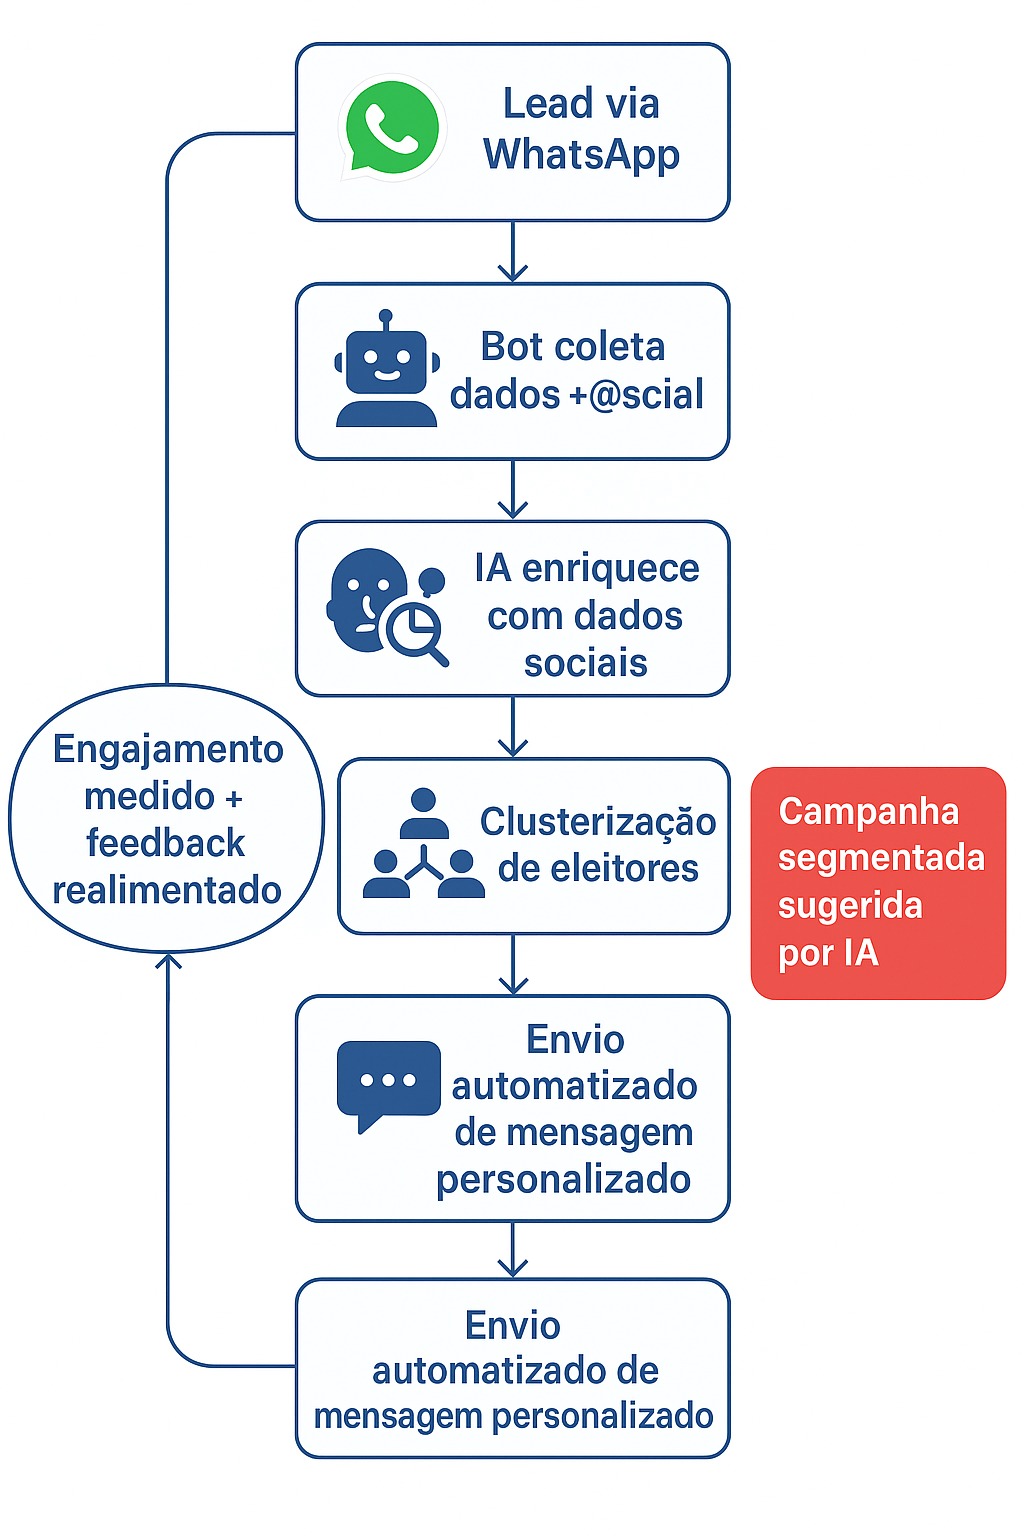 Lead via
WhatsApp
Bot coleta
dados +@scial
IA enriquece
com dados
sociais
Engajamento
medido +
feedback
realimentado
Clusterização
de eleitores
Campanha
segmentada
sugerida
por IA
Envio
automatizado
de mensagem
personalizado
Envio
automatizado de
mensagem personalizado